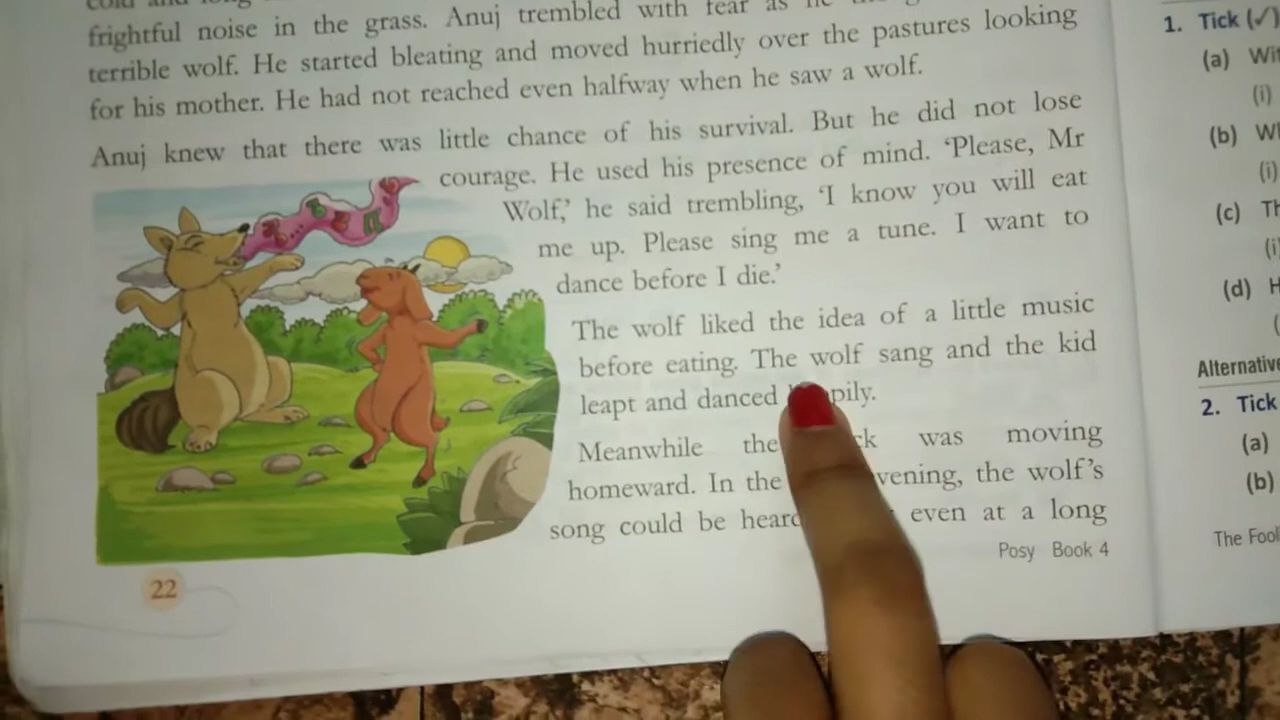 frightful noise in the grass. Anuj trembled with fear as he
terrible wolf. He started bleating and moved hurriedly over the pastures looking
for his mother. He had not reached even halfway when he saw a wolf.
Anuj knew that there was little chance of his survival. But he did not lose
courage. He used his presence of mind. ‘Please, Mr
Wolf,’ he said trembling, ‘I know you will eat
me up. Please sing me a tune. I want to
dance before I die.’
The wolf liked the idea of a little music
before eating. The wolf sang and the kid
leapt and danced
Meanwhile the was moving
homeward. In the the wolf’s
song could be even at a long
Posy Book 4
22
1. Tick (✓)
(a)
(i)
(b)
(i)
(c)
(i)
(d)
2. Tick
(a)
(b)
The